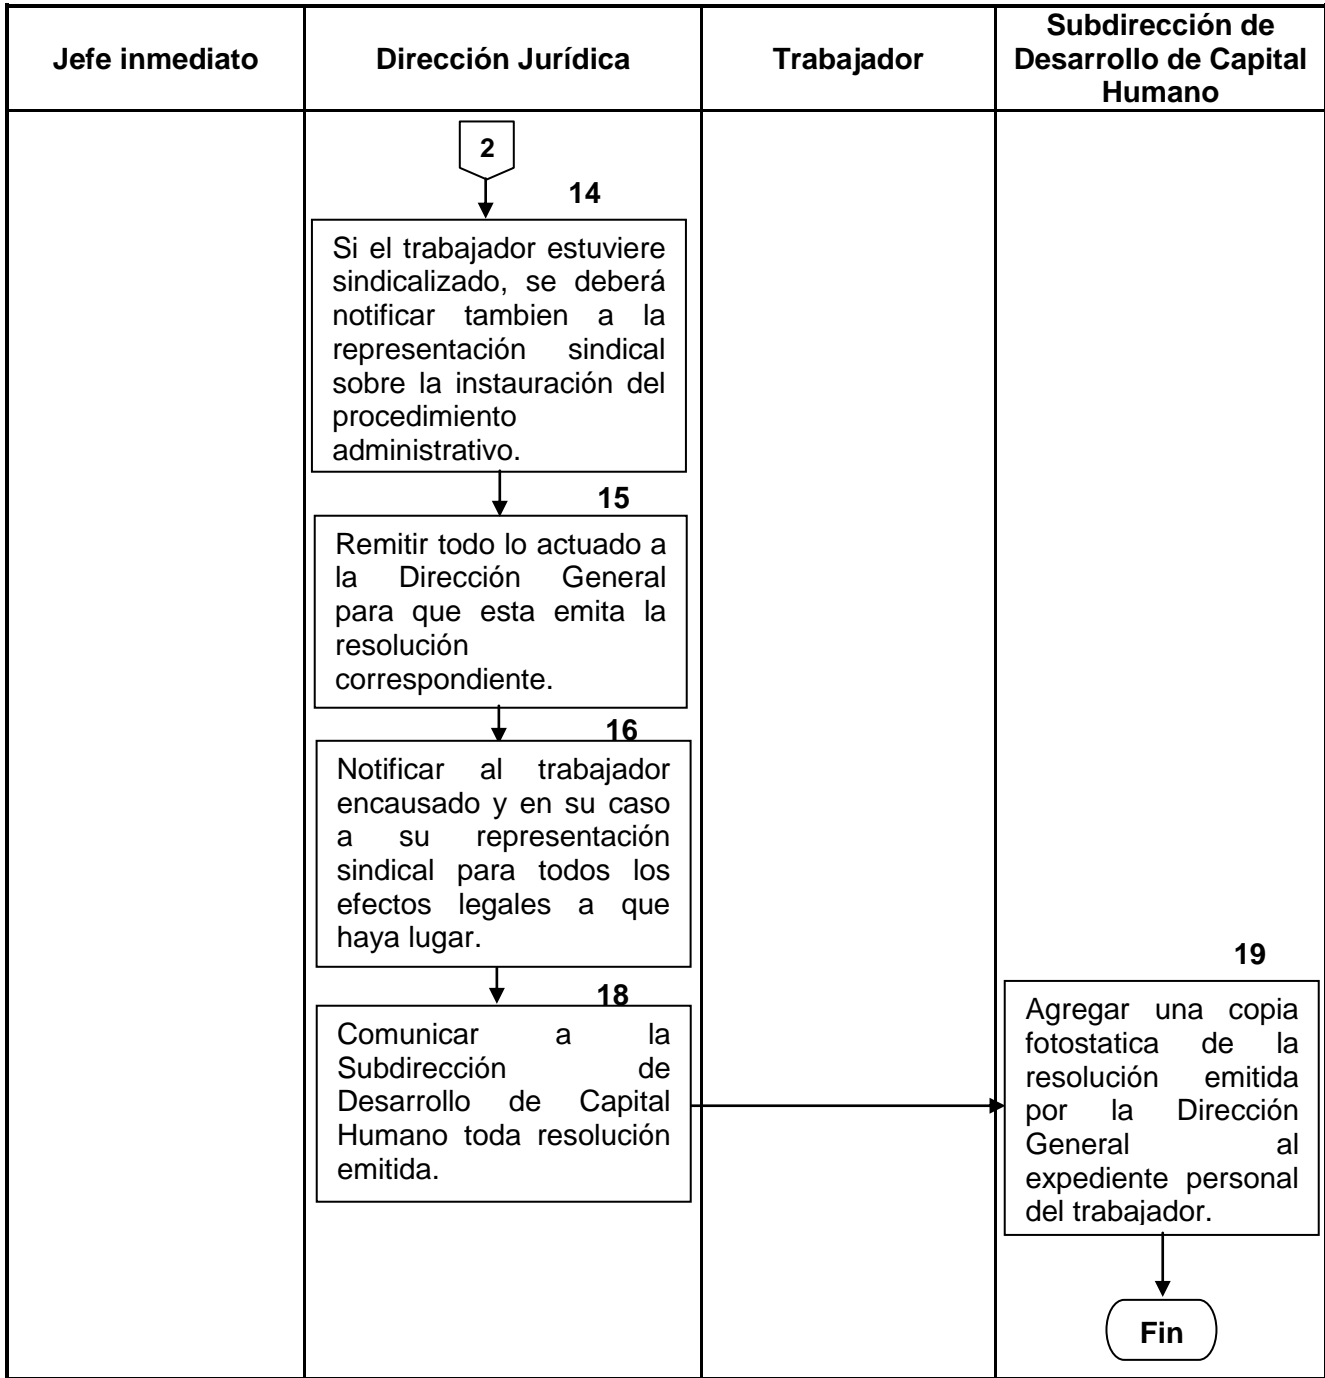 Jefe inmediato
Dirección Jurídica
Trabajador
Subdirección de
Desarrollo de Capital
Humano
2
14
Si el trabajador estuviere
sindicalizado, se deberá
notificar tambien a la
representación sindical
sobre la instauración del
procedimiento
administrativo.
15
Remitir todo lo actuado a
la Dirección General
para que esta emita la
resolución
correspondiente.
16
Notificar al trabajador
encausado y en su caso
a su representación
sindical para todos los
efectos legales a que
haya lugar.
18
Comunicar a la
Subdirección de
Desarrollo de Capital
Humano toda resolución
emitida.
19
Agregar una copia
fotostatica de la
resolución emitida
por la Dirección
General al
expediente personal
del trabajador.
Fin